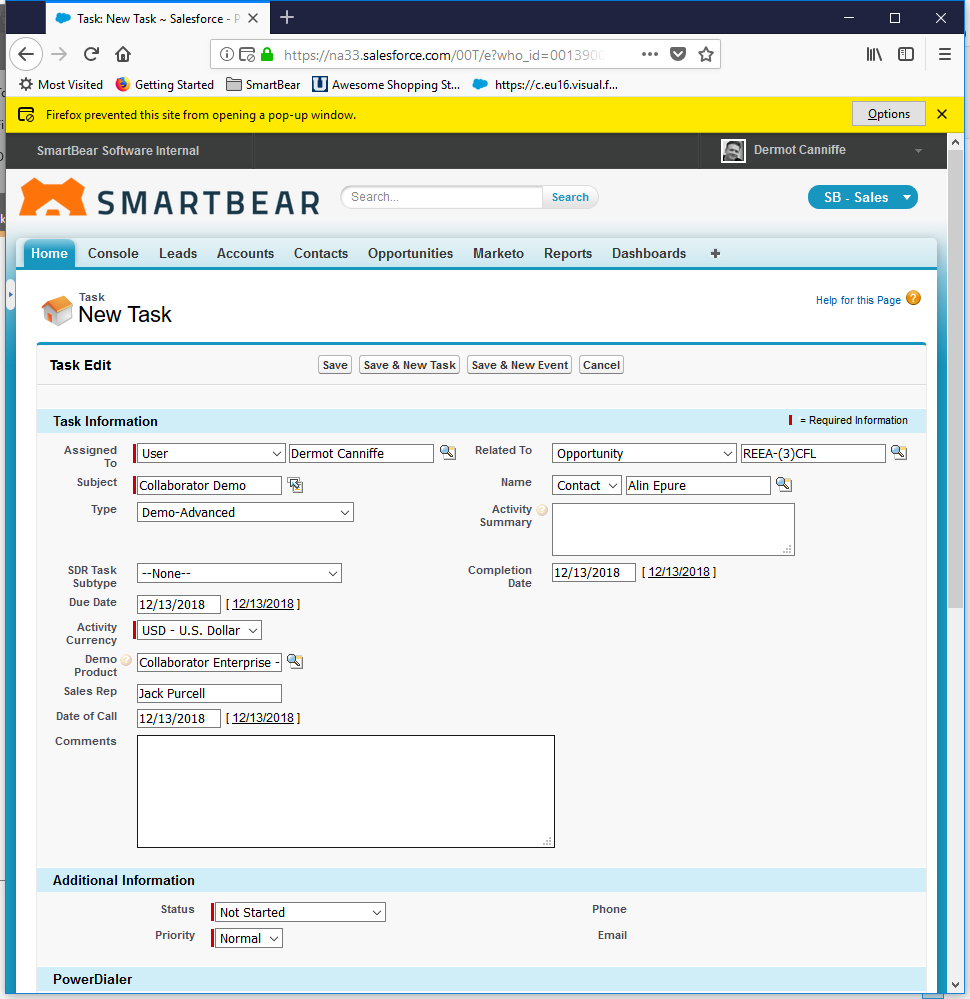 Task: New Task ~ Salesforce - P
https://na33.salesforce.com/00T/e?who_id=0013900
Most Visited Getting Started SmartBear Awesome Shopping St... https://c.eu16.visual.f...
Firefox prevented this site from opening a pop-up window. Options
SmartBear Software Internal Dermot Canniffe
SMARTBEAR Search... Search SB - Sales
Home Console Leads Accounts Contacts Opportunities Marketo Reports Dashboards +
Task
New Task Help for this Page ?
Task Edit Save Save & New Task Save & New Event Cancel
Task Information = Required Information
Assigned To User Dermot Canniffe Related To Opportunity REEA-(3)CFL
Subject Collaborator Demo Name Contact Alin Epure
Type Demo-Advanced Activity Summary
SDR Task Subtype --None-- Completion Date 12/13/2018 [ 12/13/2018 ]
Due Date 12/13/2018 [ 12/13/2018 ]
Activity Currency USD - U.S. Dollar
Demo Product Collaborator Enterprise -
Sales Rep Jack Purcell
Date of Call 12/13/2018 [ 12/13/2018 ]
Comments
Additional Information
Status Not Started Phone
Priority Normal Email
PowerDialer